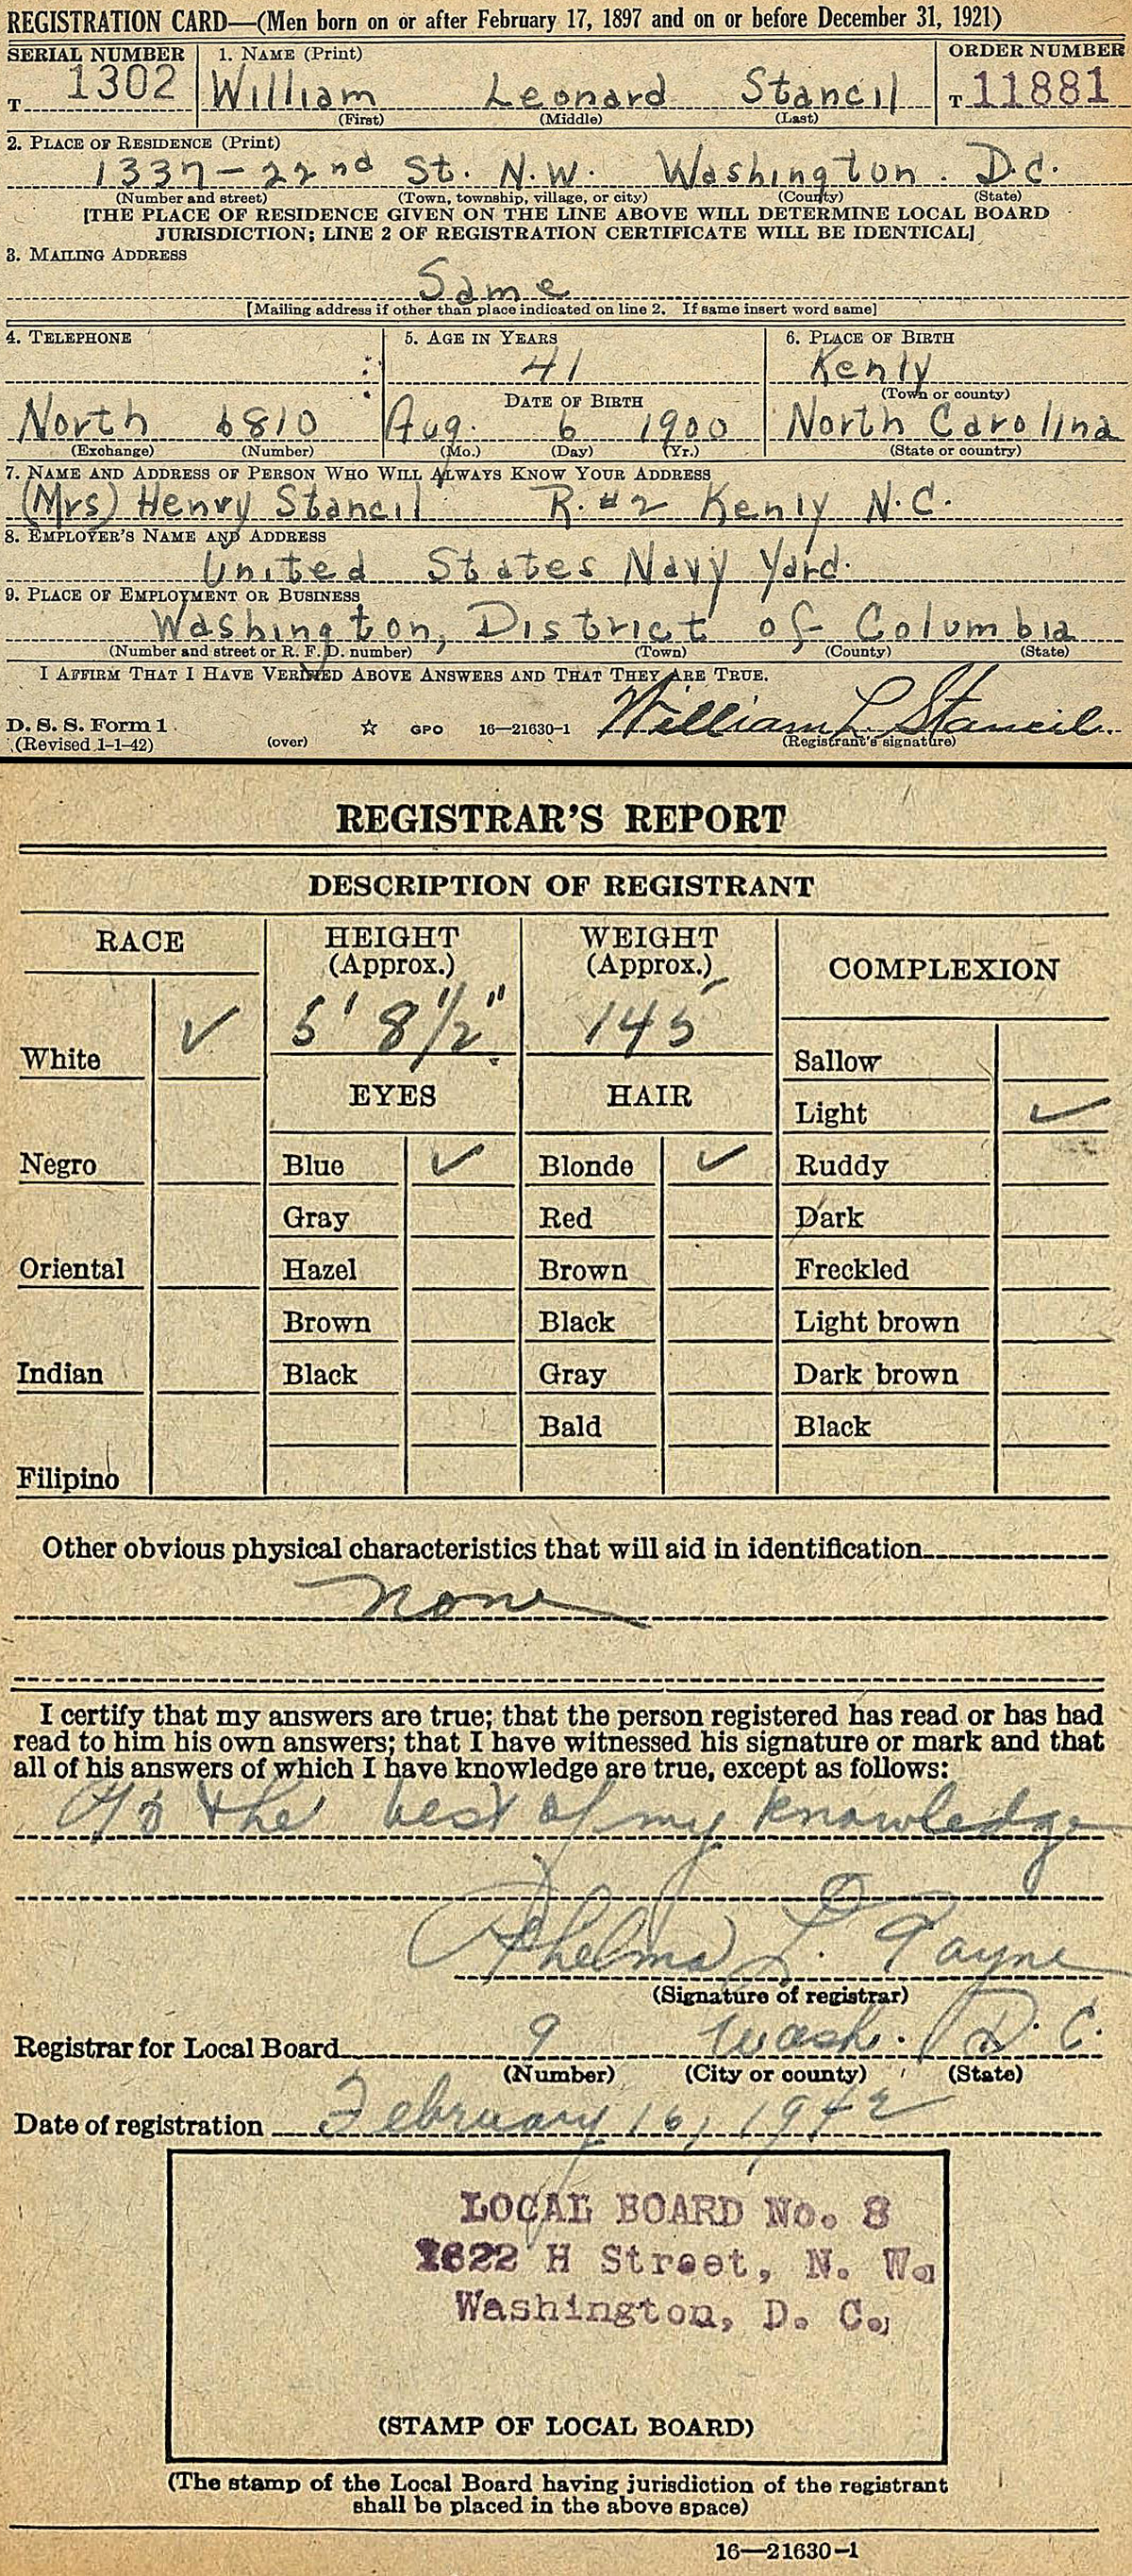 REGISTRATION CARD—(Men born on or after February 17, 1897 and on or before December 31, 1921)
SERIAL NUMBER 1. NAME (Print) ORDER NUMBER
T 1302 William Leonard Stancil T 11881
(First) (Middle) (Last)
2. PLACE OF RESIDENCE (Print)
1337-22nd St. N.W. Washington. D.C.
(Number and street) (Town, township, village, or city) (County) (State)
[THE PLACE OF RESIDENCE GIVEN ON THE LINE ABOVE WILL DETERMINE LOCAL BOARD
JURISDICTION; LINE 2 OF REGISTRATION CERTIFICATE WILL BE IDENTICAL]
3. MAILING ADDRESS
Same
[Mailing address if other than place indicated on line 2. If same insert word same]
4. TELEPHONE 5. AGE IN YEARS 6. PLACE OF BIRTH
41 Kenly
DATE OF BIRTH (Town or county)
North 6810 Aug. 6 1900 North Carolina
(Exchange) (Number) (Mo.) (Day) (Yr.) (State or country)
7. NAME AND ADDRESS OF PERSON WHO WILL ALWAYS KNOW YOUR ADDRESS
(Mrs) Henry Stancil R. #2 Kenly N.C.
8. EMPLOYER'S NAME AND ADDRESS
United States Navy Yard.
9. PLACE OF EMPLOYMENT OR BUSINESS
Washington, District of Columbia
(Number and street or R. F. D. number) (Town) (County) (State)
I AFFIRM THAT I HAVE VERIFIED ABOVE ANSWERS AND THAT THEY ARE TRUE.
William L Stancil.
D. S. S. Form 1
(Revised 1-1-42) (over) ☆ GPO 16—21630-1 (Registrant's signature)
REGISTRAR'S REPORT
DESCRIPTION OF REGISTRANT
RACE HEIGHT (Approx.) WEIGHT (Approx.) COMPLEXION
White ✓ 5' 8 1/2" 145 Sallow
EYES HAIR Light ✓
Negro Blue ✓ Blonde ✓ Ruddy
Gray Red Dark
Oriental Hazel Brown Freckled
Brown Black Light brown
Indian Black Gray Dark brown
Bald Black
Filipino
Other obvious physical characteristics that will aid in identification
none
I certify that my answers are true; that the person registered has read or has had
read to him his own answers; that I have witnessed his signature or mark and that
all of his answers of which I have knowledge are true, except as follows:
To the best of my knowledge
Thelma L. Payne
(Signature of registrar)
Registrar for Local Board 9 Wash. D. C.
(Number) (City or county) (State)
Date of registration February 16, 1942
LOCAL BOARD No. 8
1622 H Street, N. W.
Washington, D. C.
(STAMP OF LOCAL BOARD)
(The stamp of the Local Board having jurisdiction of the registrant
shall be placed in the above space)
16—21630-1